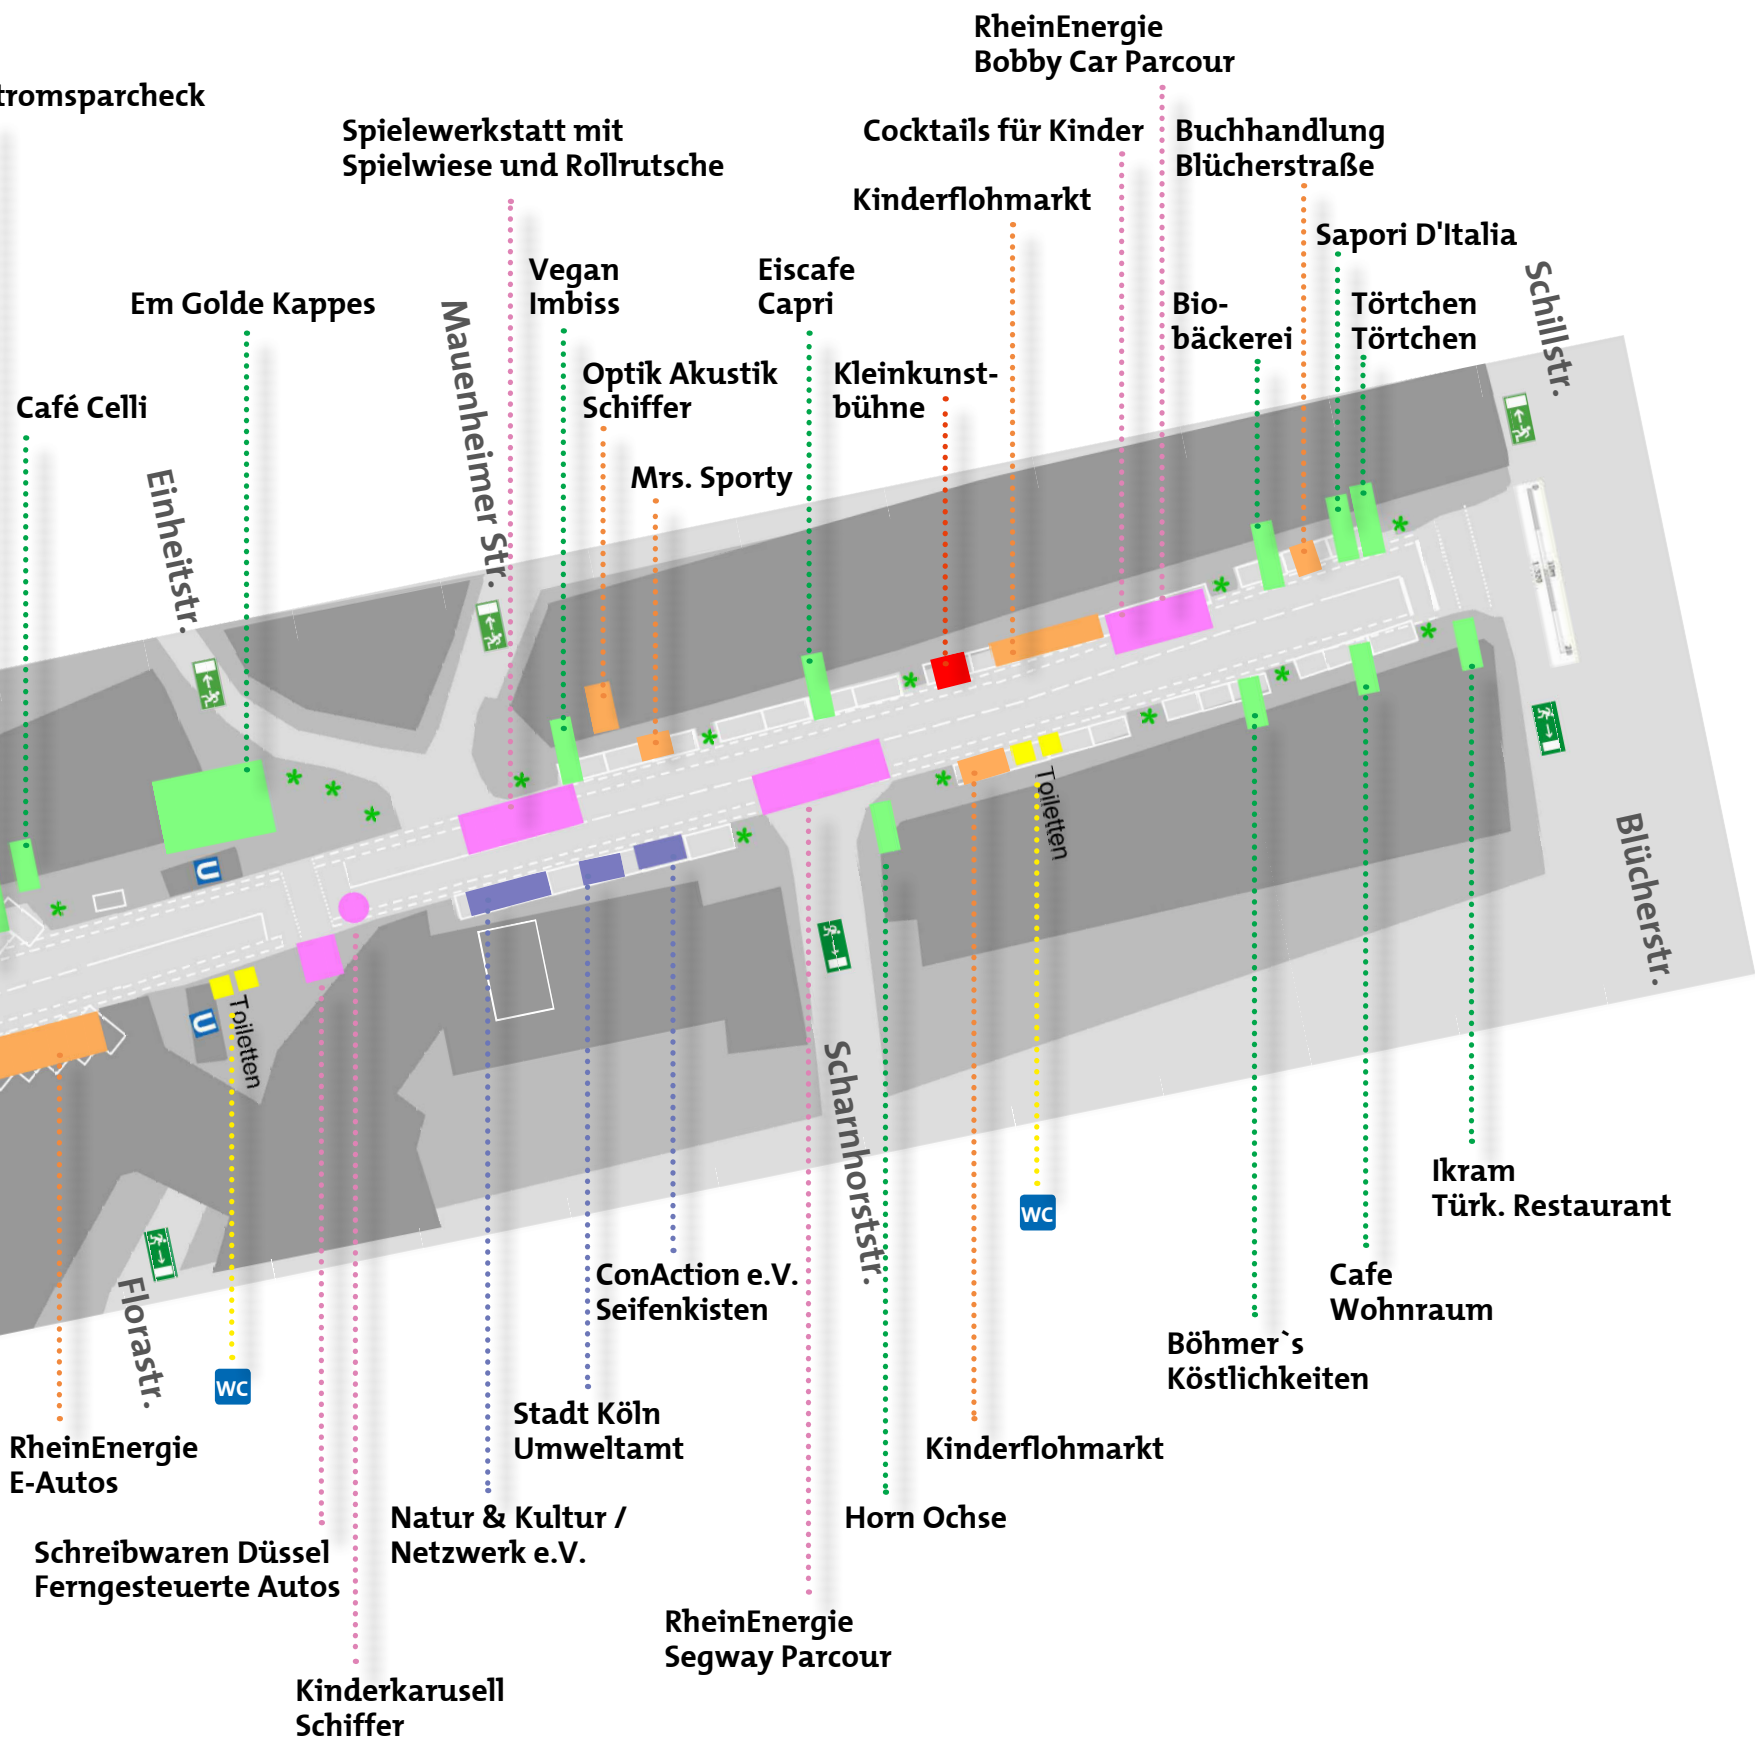 RheinEnergie
Bobby Car Parcour
tromsparcheck
Spielewerkstatt mit
Spielwiese und Rollrutsche
Cocktails für Kinder
Buchhandlung
Blücherstraße
Kinderflohmarkt
Sapori D'Italia
Vegan
Imbiss
Eiscafe
Capri
Em Golde Kappes
Bio-
bäckerei
Törtchen
Törtchen
Schillstr.
Mauenheimer Str.
Optik Akustik
Schiffer
Kleinkunst-
bühne
Café Celli
Mrs. Sporty
Einheitstr.
Toiletten
U
Blücherstr.
U
Toiletten
Scharnhorststr.
Ikram
Türk. Restaurant
WC
Florastr.
ConAction e.V.
Seifenkisten
Cafe
Wohnraum
Böhmer`s
Köstlichkeiten
WC
Stadt Köln
Umweltamt
RheinEnergie
E-Autos
Kinderflohmarkt
Natur & Kultur /
Netzwerk e.V.
Horn Ochse
Schreibwaren Düssel
Ferngesteuerte Autos
RheinEnergie
Segway Parcour
Kinderkarusell
Schiffer